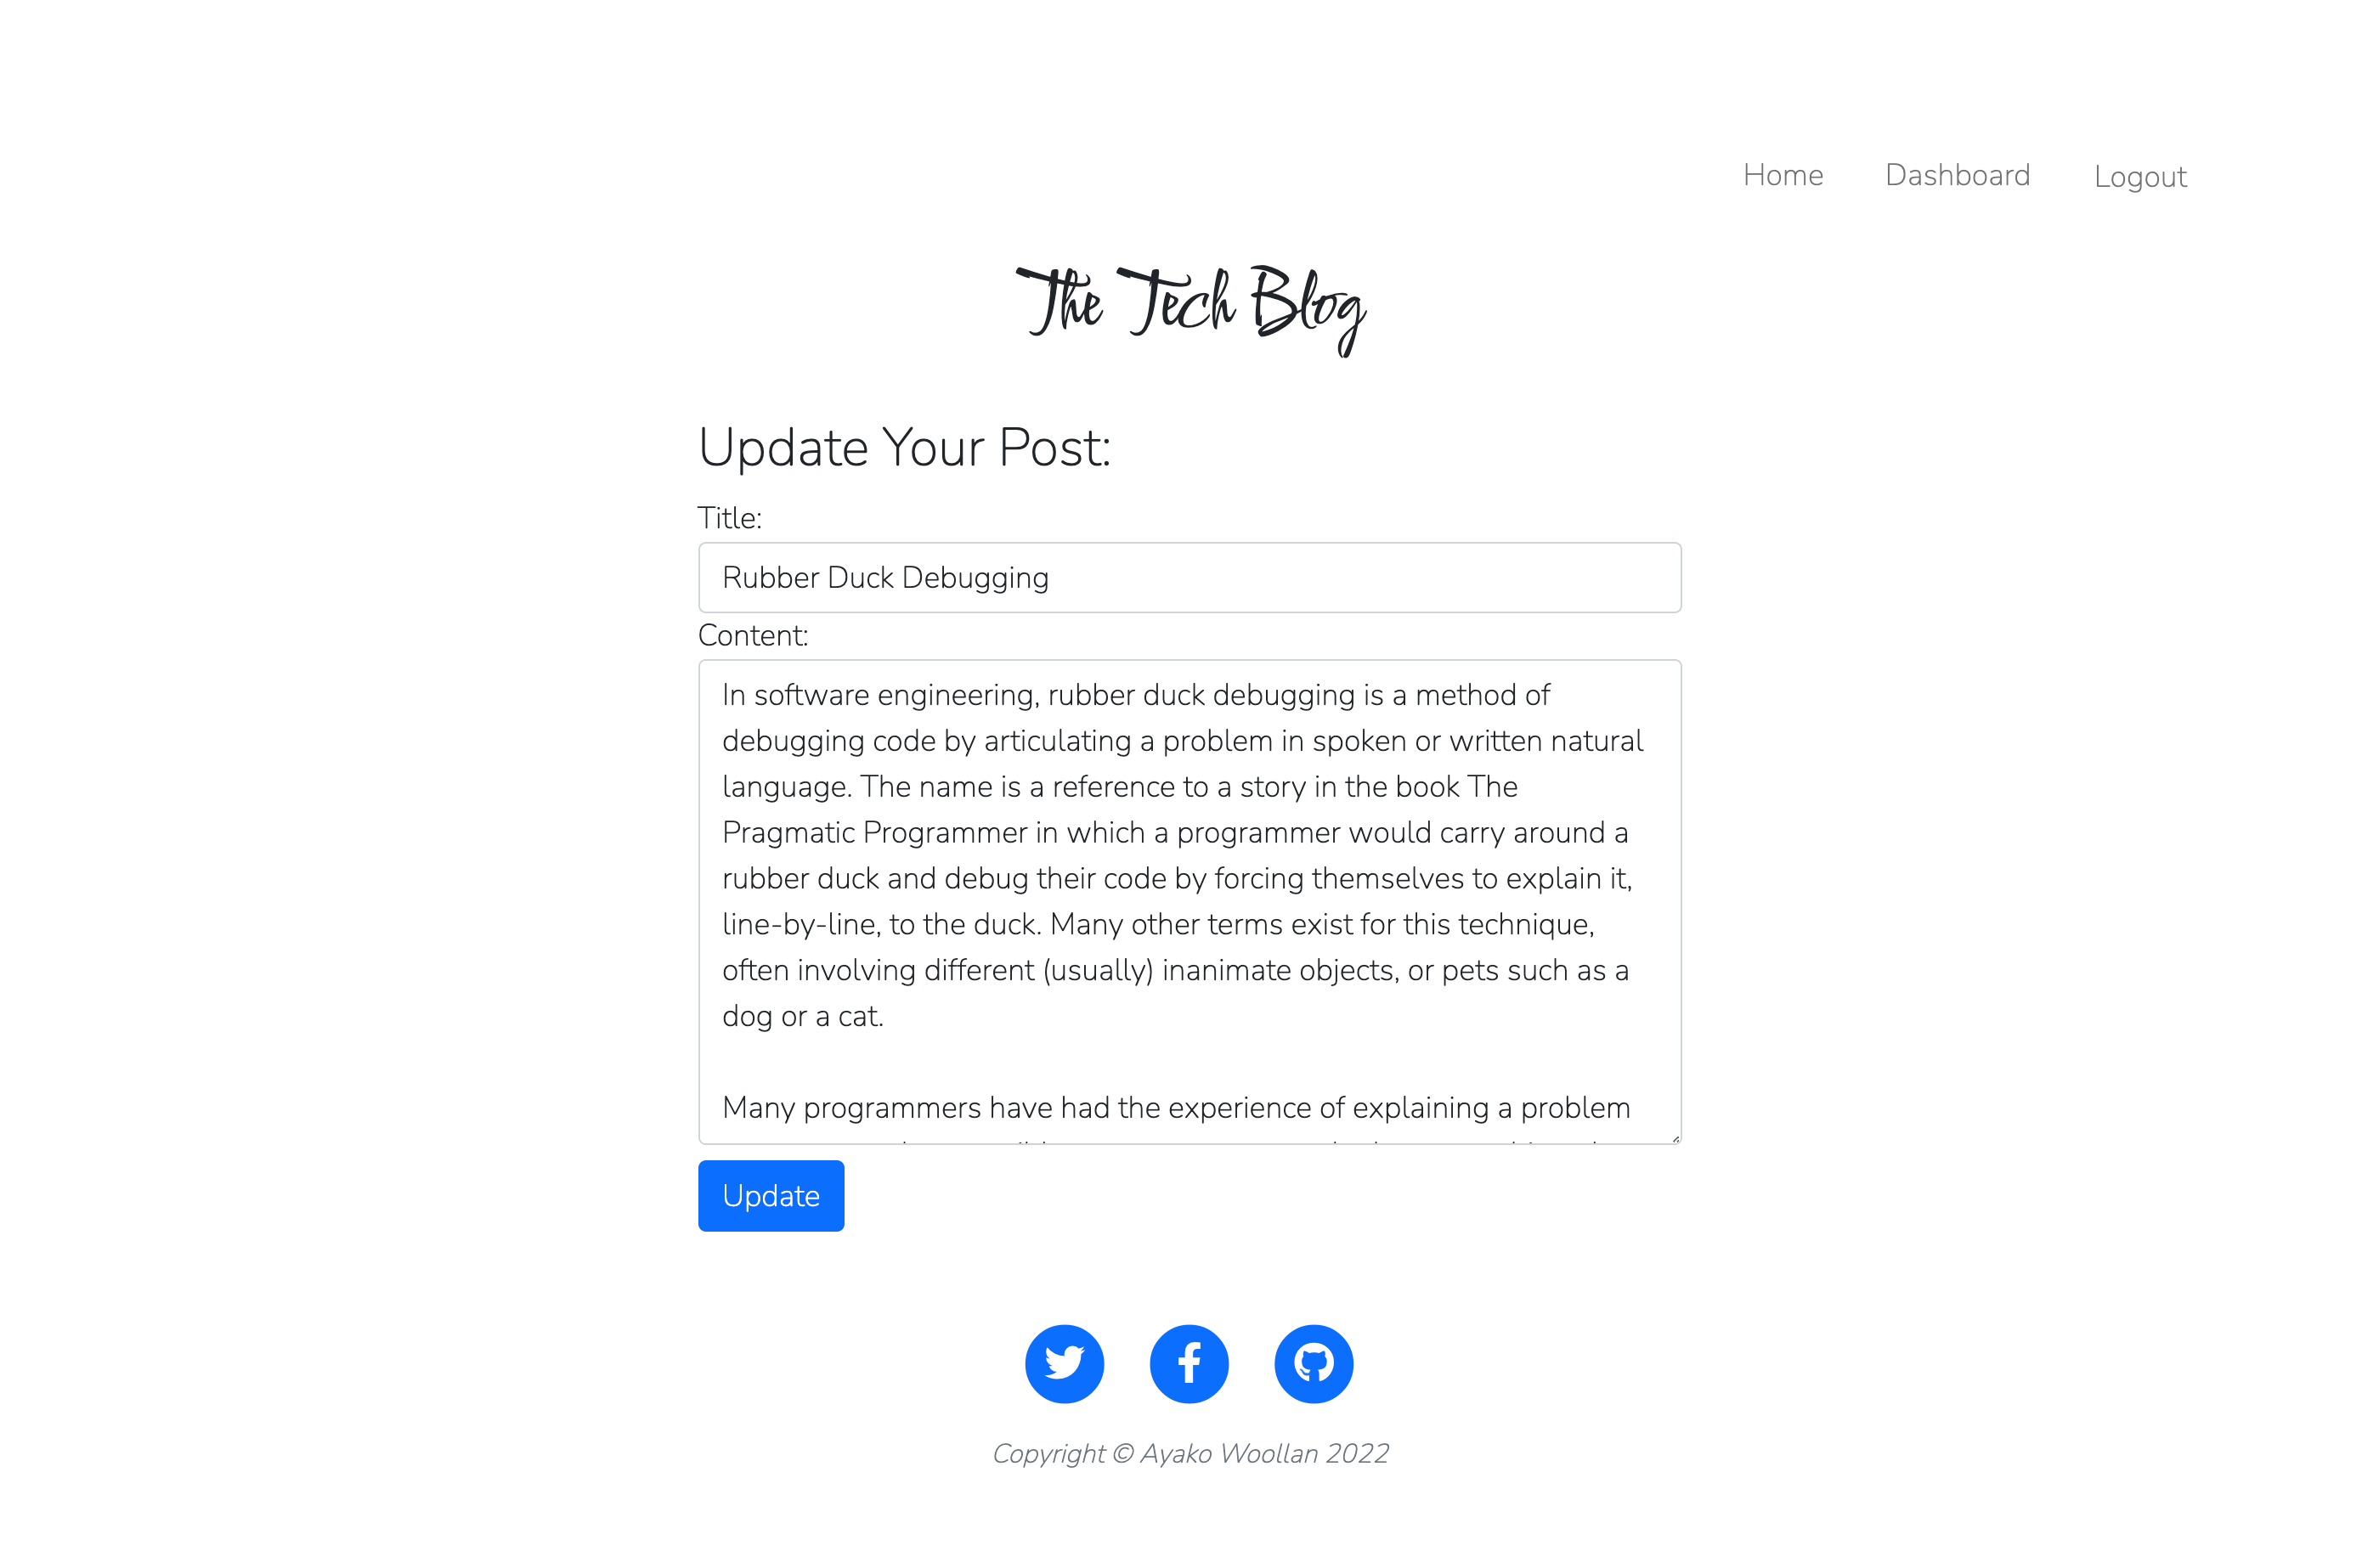 Home Dashboard Logout
The Tech Blog
Update Your Post:
Title:
Rubber Duck Debugging
Content:
In software engineering, rubber duck debugging is a method of
debugging code by articulating a problem in spoken or written natural
language. The name is a reference to a story in the book The
Pragmatic Programmer in which a programmer would carry around a
rubber duck and debug their code by forcing themselves to explain it,
line-by-line, to the duck. Many other terms exist for this technique,
often involving different (usually) inanimate objects, or pets such as a
dog or a cat.
Many programmers have had the experience of explaining a problem
Update
Copyright © Ayako Woollan 2022